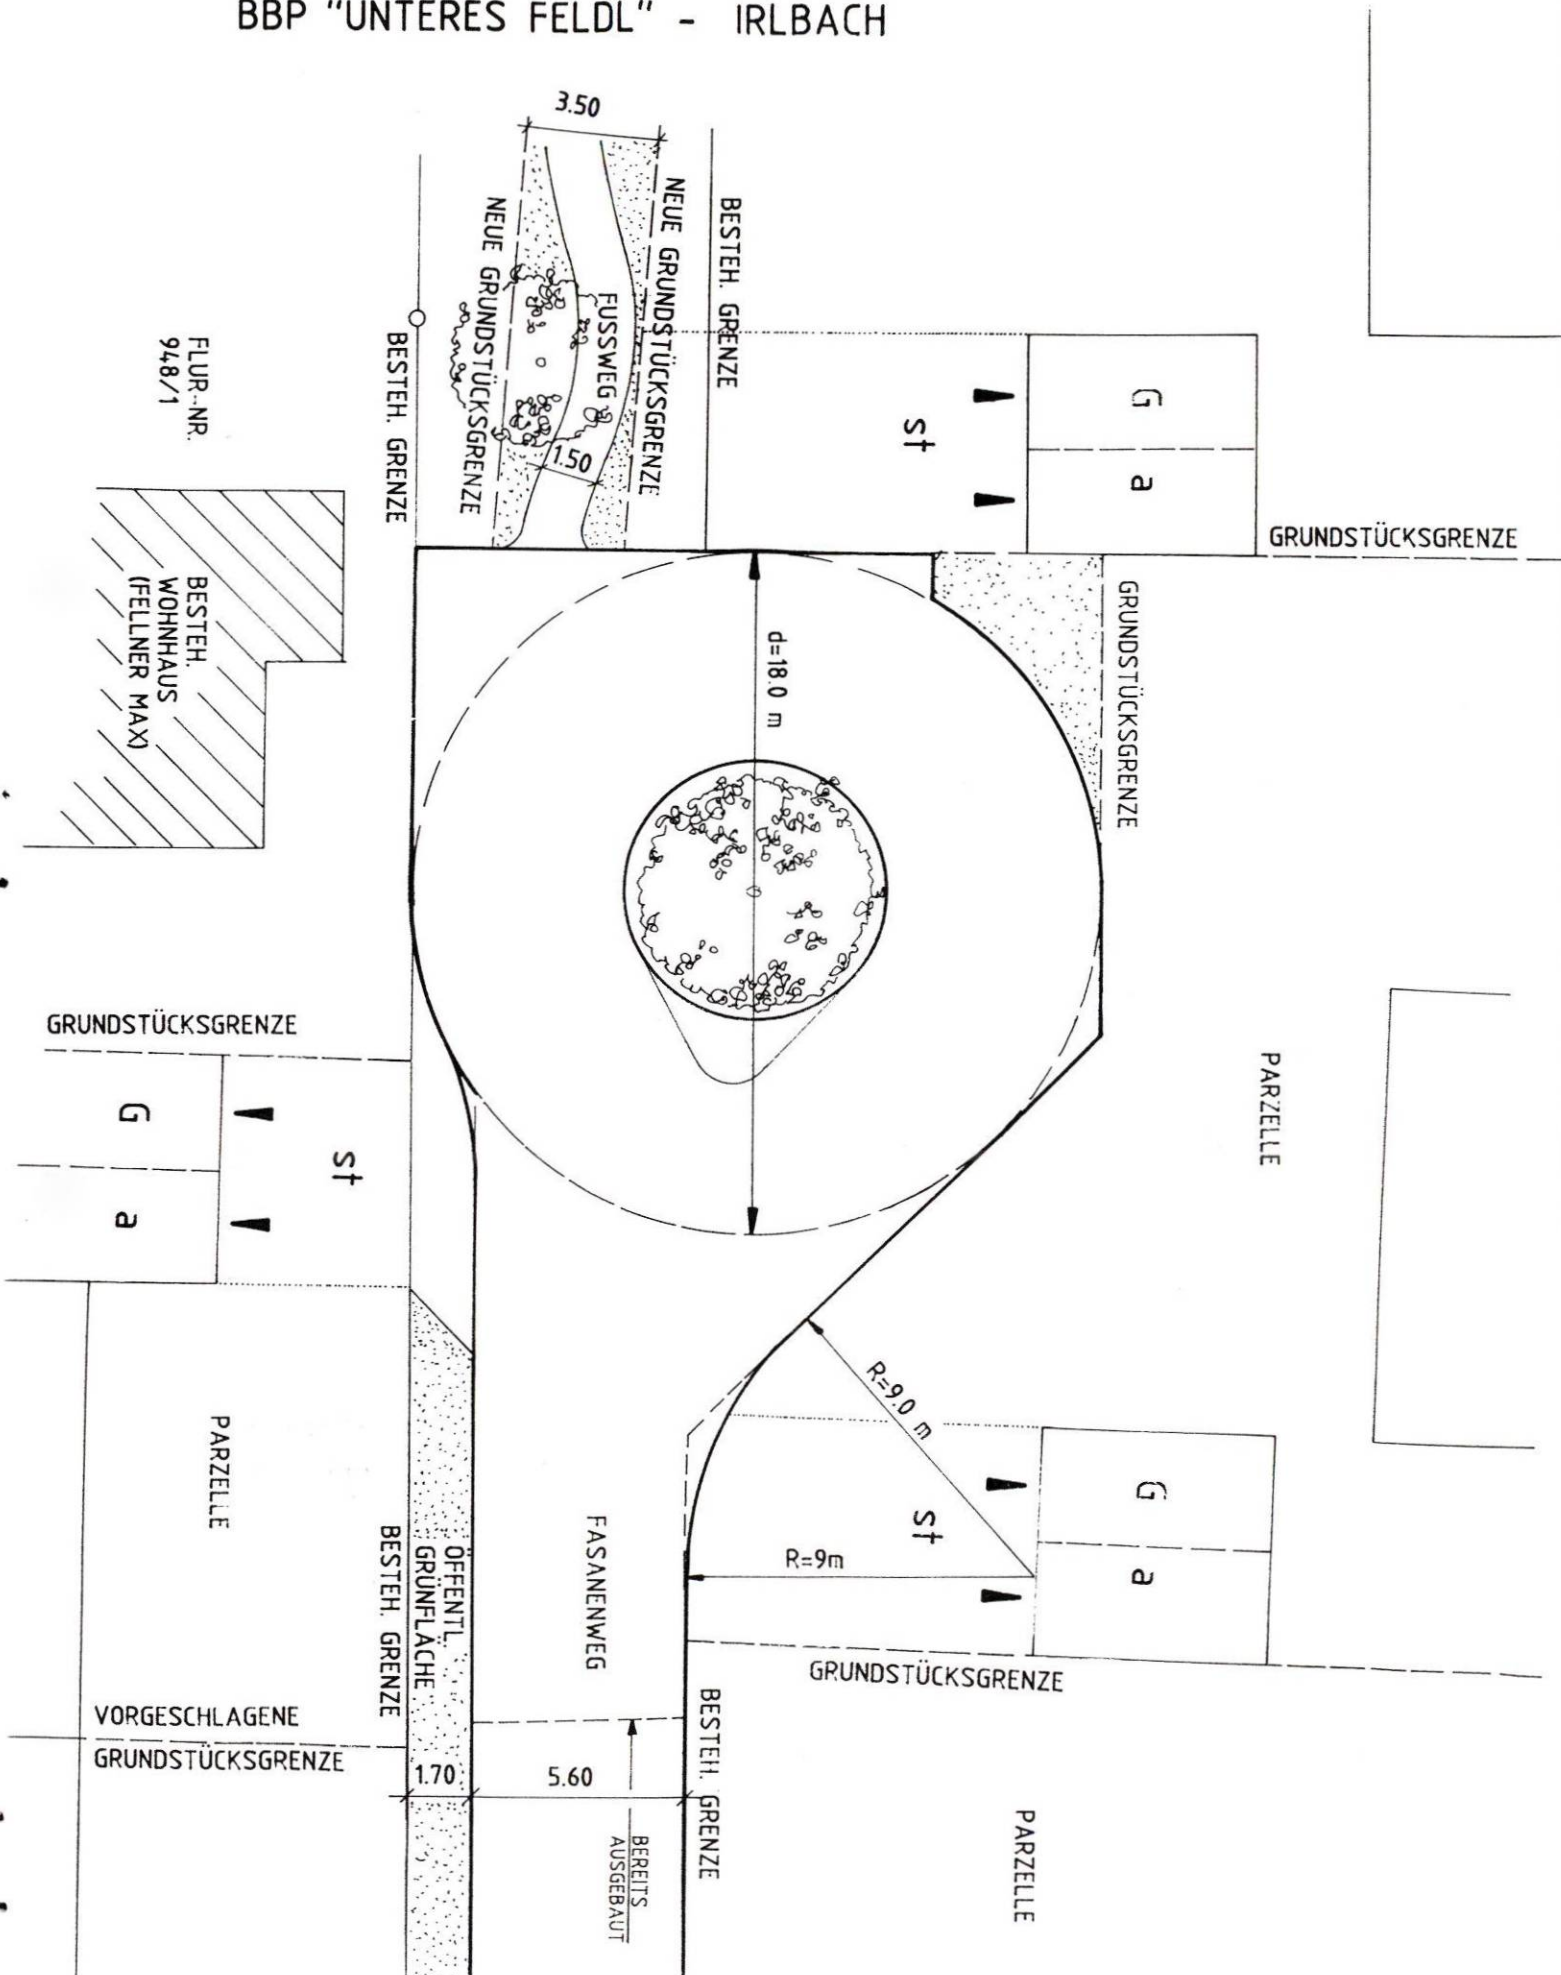 BBP "UNTERES FELDL" - IRLBACH
3.50
NEUE GRUNDSTÜCKSGRENZE
NEUE GRUNDSTÜCKSGRENZE
BESTEH. GRENZE
FUSSWEG
1.50
BESTEH. GRENZE
FLUR-NR.
948/1
G
a
st
GRUNDSTÜCKSGRENZE
GRUNDSTÜCKSGRENZE
BESTEH.
WOHNHAUS
(FELLNER MAX)
d=18.0 m
GRUNDSTÜCKSGRENZE
G
a
st
PARZELLE
PARZELLE
R=9.0 m
R=9m
G
a
st
GRUNDSTÜCKSGRENZE
FASANENWEG
ÖFFENTL.
GRÜNFLÄCHE
BESTEH. GRENZE
BESTEH. GRENZE
VORGESCHLAGENE
GRUNDSTÜCKSGRENZE
1.70
5.60
BEREITS
AUSGEBAUT
PARZELLE